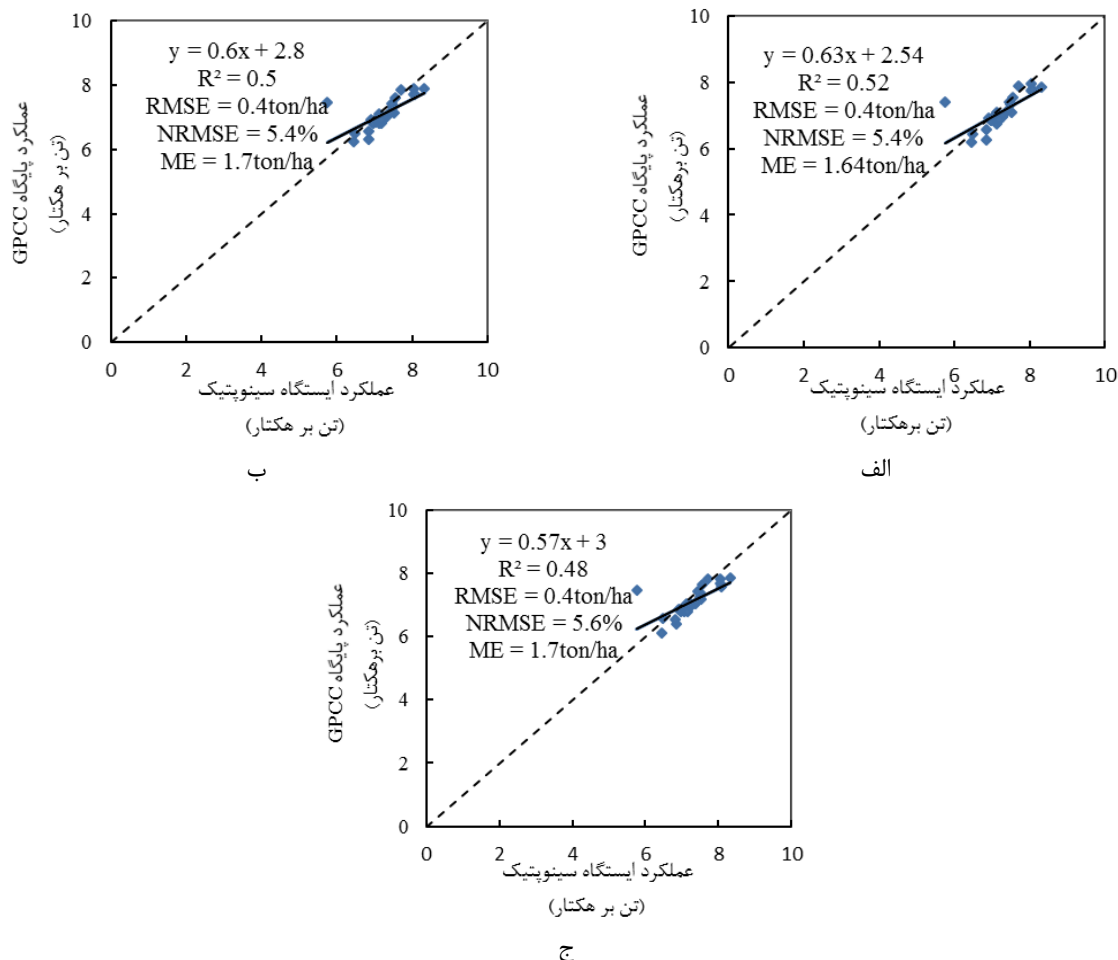 10
8
6
4
2
0
0
2
4
6
8
10
y = 0.6x + 2.8
R² = 0.5
RMSE = 0.4ton/ha
NRMSE = 5.4%
ME = 1.7ton/ha
عملکرد پایگاه GPCC
(تن بر هکتار)
عملکرد ایستگاه سینوپتیک
(تن بر هکتار)
ب
10
8
6
4
2
0
0
2
4
6
8
10
y = 0.63x + 2.54
R² = 0.52
RMSE = 0.4ton/ha
NRMSE = 5.4%
ME = 1.64ton/ha
عملکرد پایگاه GPCC
(تن برهکتار)
عملکرد ایستگاه سینوپتیک
(تن برهکتار)
الف
10
8
6
4
2
0
0
2
4
6
8
10
y = 0.57x + 3
R² = 0.48
RMSE = 0.4ton/ha
NRMSE = 5.6%
ME = 1.7ton/ha
عملکرد پایگاه GPCC
(تن برهکتار)
عملکرد ایستگاه سینوپتیک
(تن بر هکتار)
ج